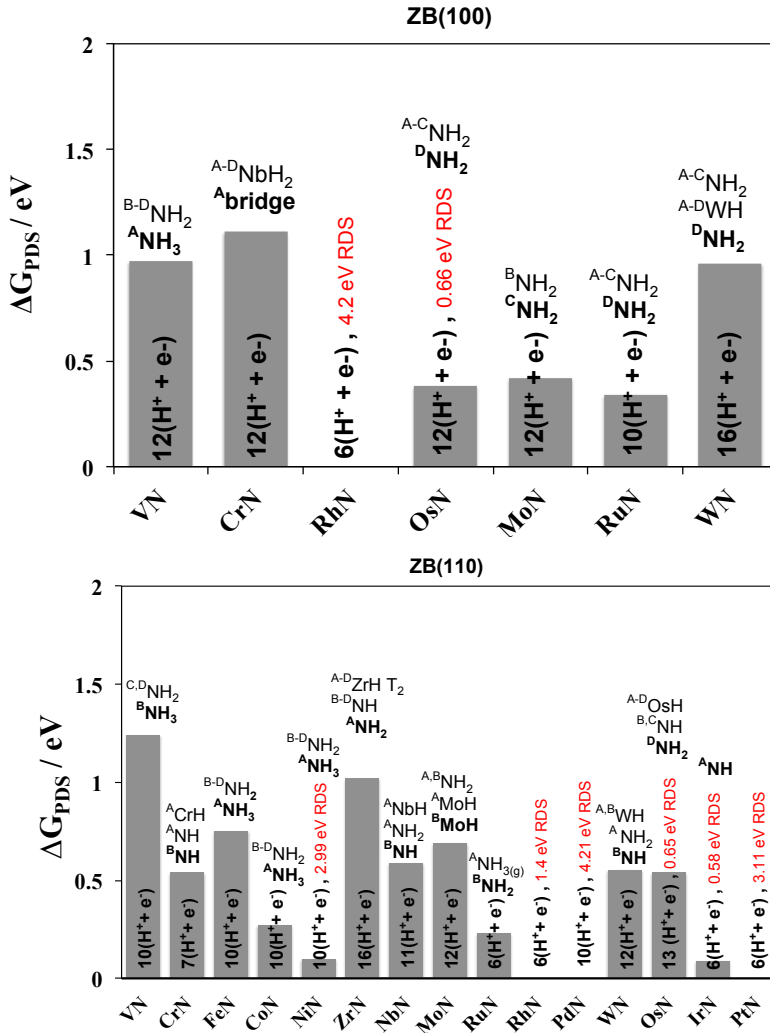 ZB(100)
ΔG_PDS / eV
2
1.5
1
0.5
0
B-DNH₂
ᴬNH₃
12(H⁺ + e-)
A-DNbH₂
ᴬbridge
12(H⁺ + e-)
6(H⁺ + e-) , 4.2 eV RDS
A-CNH₂
ᴰNH₂
12(H⁺ + e-) , 0.66 eV RDS
ᴮNH₂
CNH₂
12(H⁺ + e-)
A-CNH₂
ᴰNH₂
10(H⁺ + e-)
A-CNH₂
A-DWH
ᴰNH₂
16(H⁺ + e-)
VN
CrN
RhN
OsN
MoN
RuN
WN
ZB(110)
ΔG_PDS / eV
2
1.5
1
0.5
0
C,DNH₂
ᴮNH₃
10(H⁺+ e⁻)
ᴬCrH
ᴬNH
ᴮNH
7(H⁺+ e⁻)
B-DNH₂
ᴬNH₃
10(H⁺+ e⁻)
B-DNH₂
ᴬNH₃
10(H⁺+ e⁻)
B-DNH₂
ᴬNH₃
10(H⁺+ e⁻) , 2.99 eV RDS
A-DZrH T₂
B-DNH
ᴬNH₂
16(H⁺+ e⁻)
ᴬNbH
ᴬNH₂
ᴮNH
11(H⁺+ e⁻)
A,BNH₂
ᴬMoH
ᴮMoH
12(H⁺+ e⁻)
ᴬNH₃(g)
ᴮNH₂
6(H⁺+ e⁻)
6(H⁺+ e⁻) , 1.4 eV RDS
10(H⁺+ e⁻) , 4.21 eV RDS
A,BWH
ᴬNH₂
ᴮNH
12(H⁺+ e⁻)
A-DOsH
B,CNH
ᴰNH₂
13 (H⁺+ e⁻) , 0.65 eV RDS
ᴬNH
6(H⁺+ e⁻) , 0.58 eV RDS
6(H⁺+ e⁻) , 3.11 eV RDS
VN
CrN
FeN
CoN
NiN
ZrN
NbN
MoN
RuN
RhN
PdN
WN
OsN
IrN
PtN